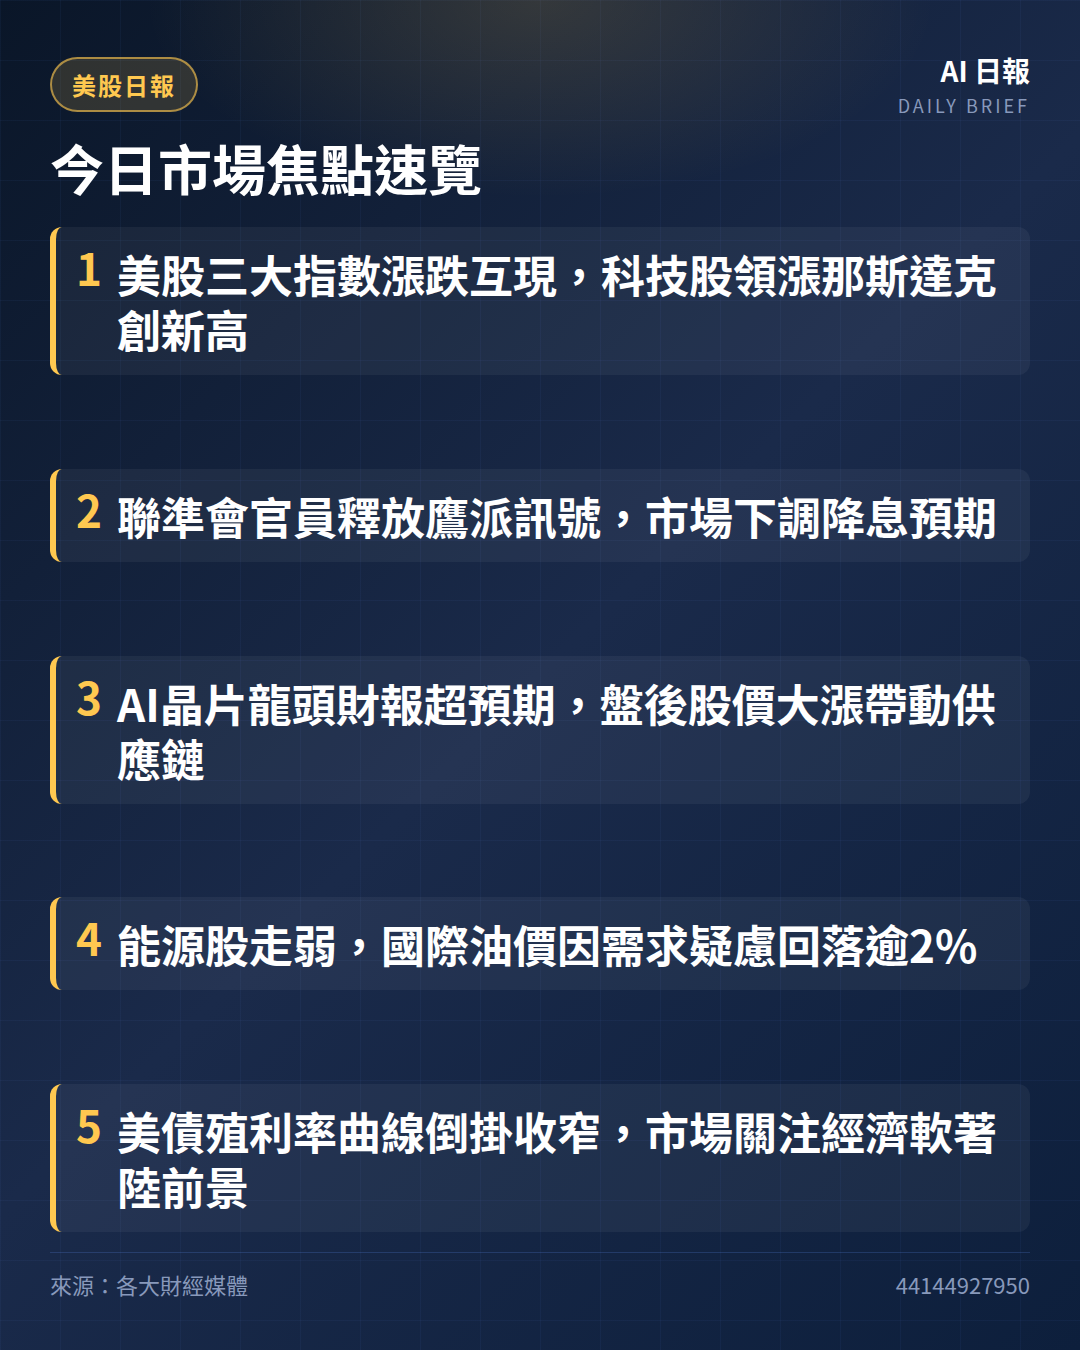 美股日報
AI 日報
DAILY BRIEF
今日市場焦點速覽
1 美股三大指數漲跌互現，科技股領漲那斯達克
創新高
2 聯準會官員釋放鷹派訊號，市場下調降息預期
3 AI晶片龍頭財報超預期，盤後股價大漲帶動供
應鏈
4 能源股走弱，國際油價因需求疑慮回落逾2%
5 美債殖利率曲線倒掛收窄，市場關注經濟軟著
陸前景
來源：各大財經媒體
44144927950